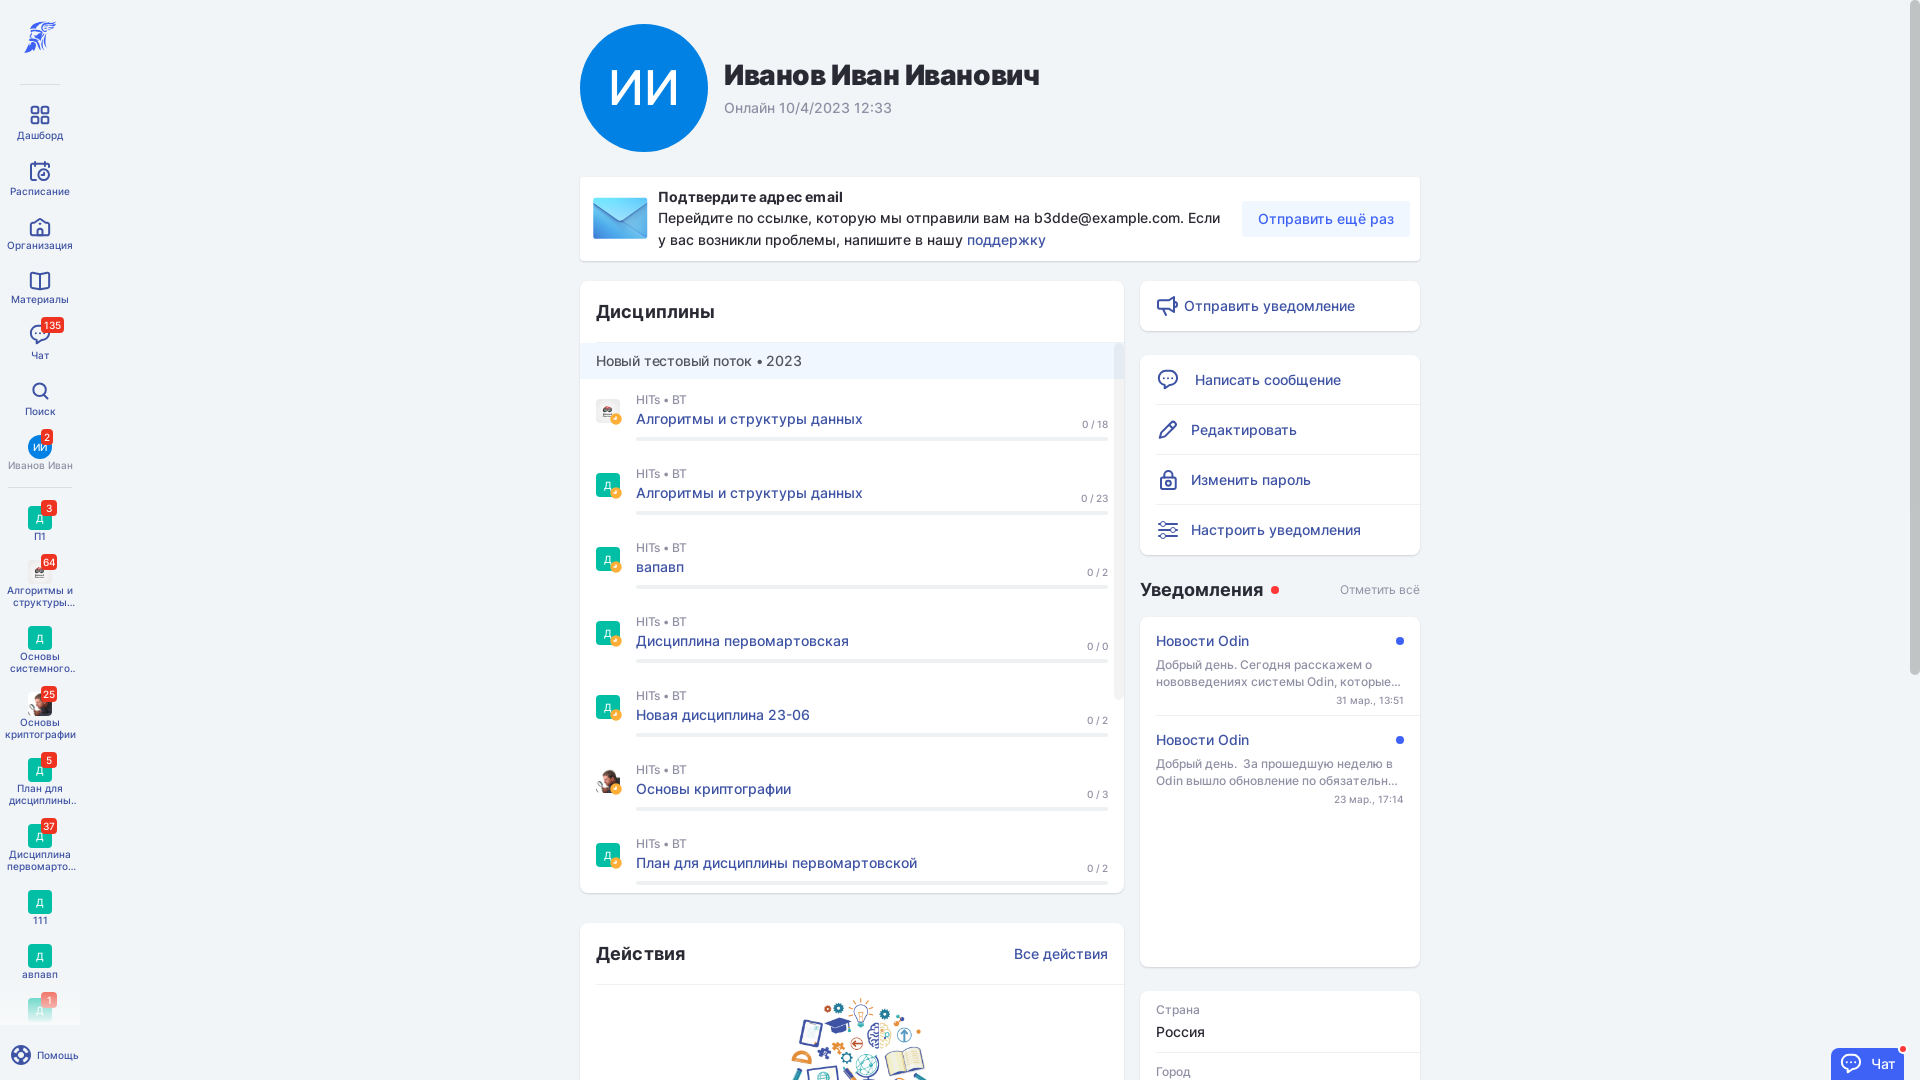 Дашборд
Расписание
Организация
Материалы
135
Чат
Поиск
2
ИИ
Иванов Иван
3
Д
П1
64
Алгоритмы и
структуры...
Д
Основы
системного..
25
Основы
криптографии
5
Д
План для
дисциплины..
37
Д
Дисциплина
первомарто...
Д
111
Д
авпавп
1
Д
Помощь
ИИ
Иванов Иван Иванович
Онлайн 10/4/2023 12:33
Подтвердите адрес email
Перейдите по ссылке, которую мы отправили вам на b3dde@example.com. Если
у вас возникли проблемы, напишите в нашу поддержку
Отправить ещё раз
Дисциплины
Новый тестовый поток • 2023
HITs • ВТ
Алгоритмы и структуры данных
0 / 18
HITs • ВТ
Д
Алгоритмы и структуры данных
0 / 23
HITs • ВТ
Д
вапавп
0 / 2
HITs • ВТ
Д
Дисциплина первомартовская
0 / 0
HITs • ВТ
Д
Новая дисциплина 23-06
0 / 2
HITs • ВТ
Основы криптографии
0 / 3
HITs • ВТ
Д
План для дисциплины первомартовской
0 / 2
Действия
Все действия
Отправить уведомление
Написать сообщение
Редактировать
Изменить пароль
Настроить уведомления
Уведомления
Отметить всё
Новости Odin
Добрый день. Сегодня расскажем о
нововведениях системы Odin, которые...
31 мар., 13:51
Новости Odin
Добрый день.  За прошедшую неделю в
Odin вышло обновление по обязательн...
23 мар., 17:14
Страна
Россия
Город
Чат